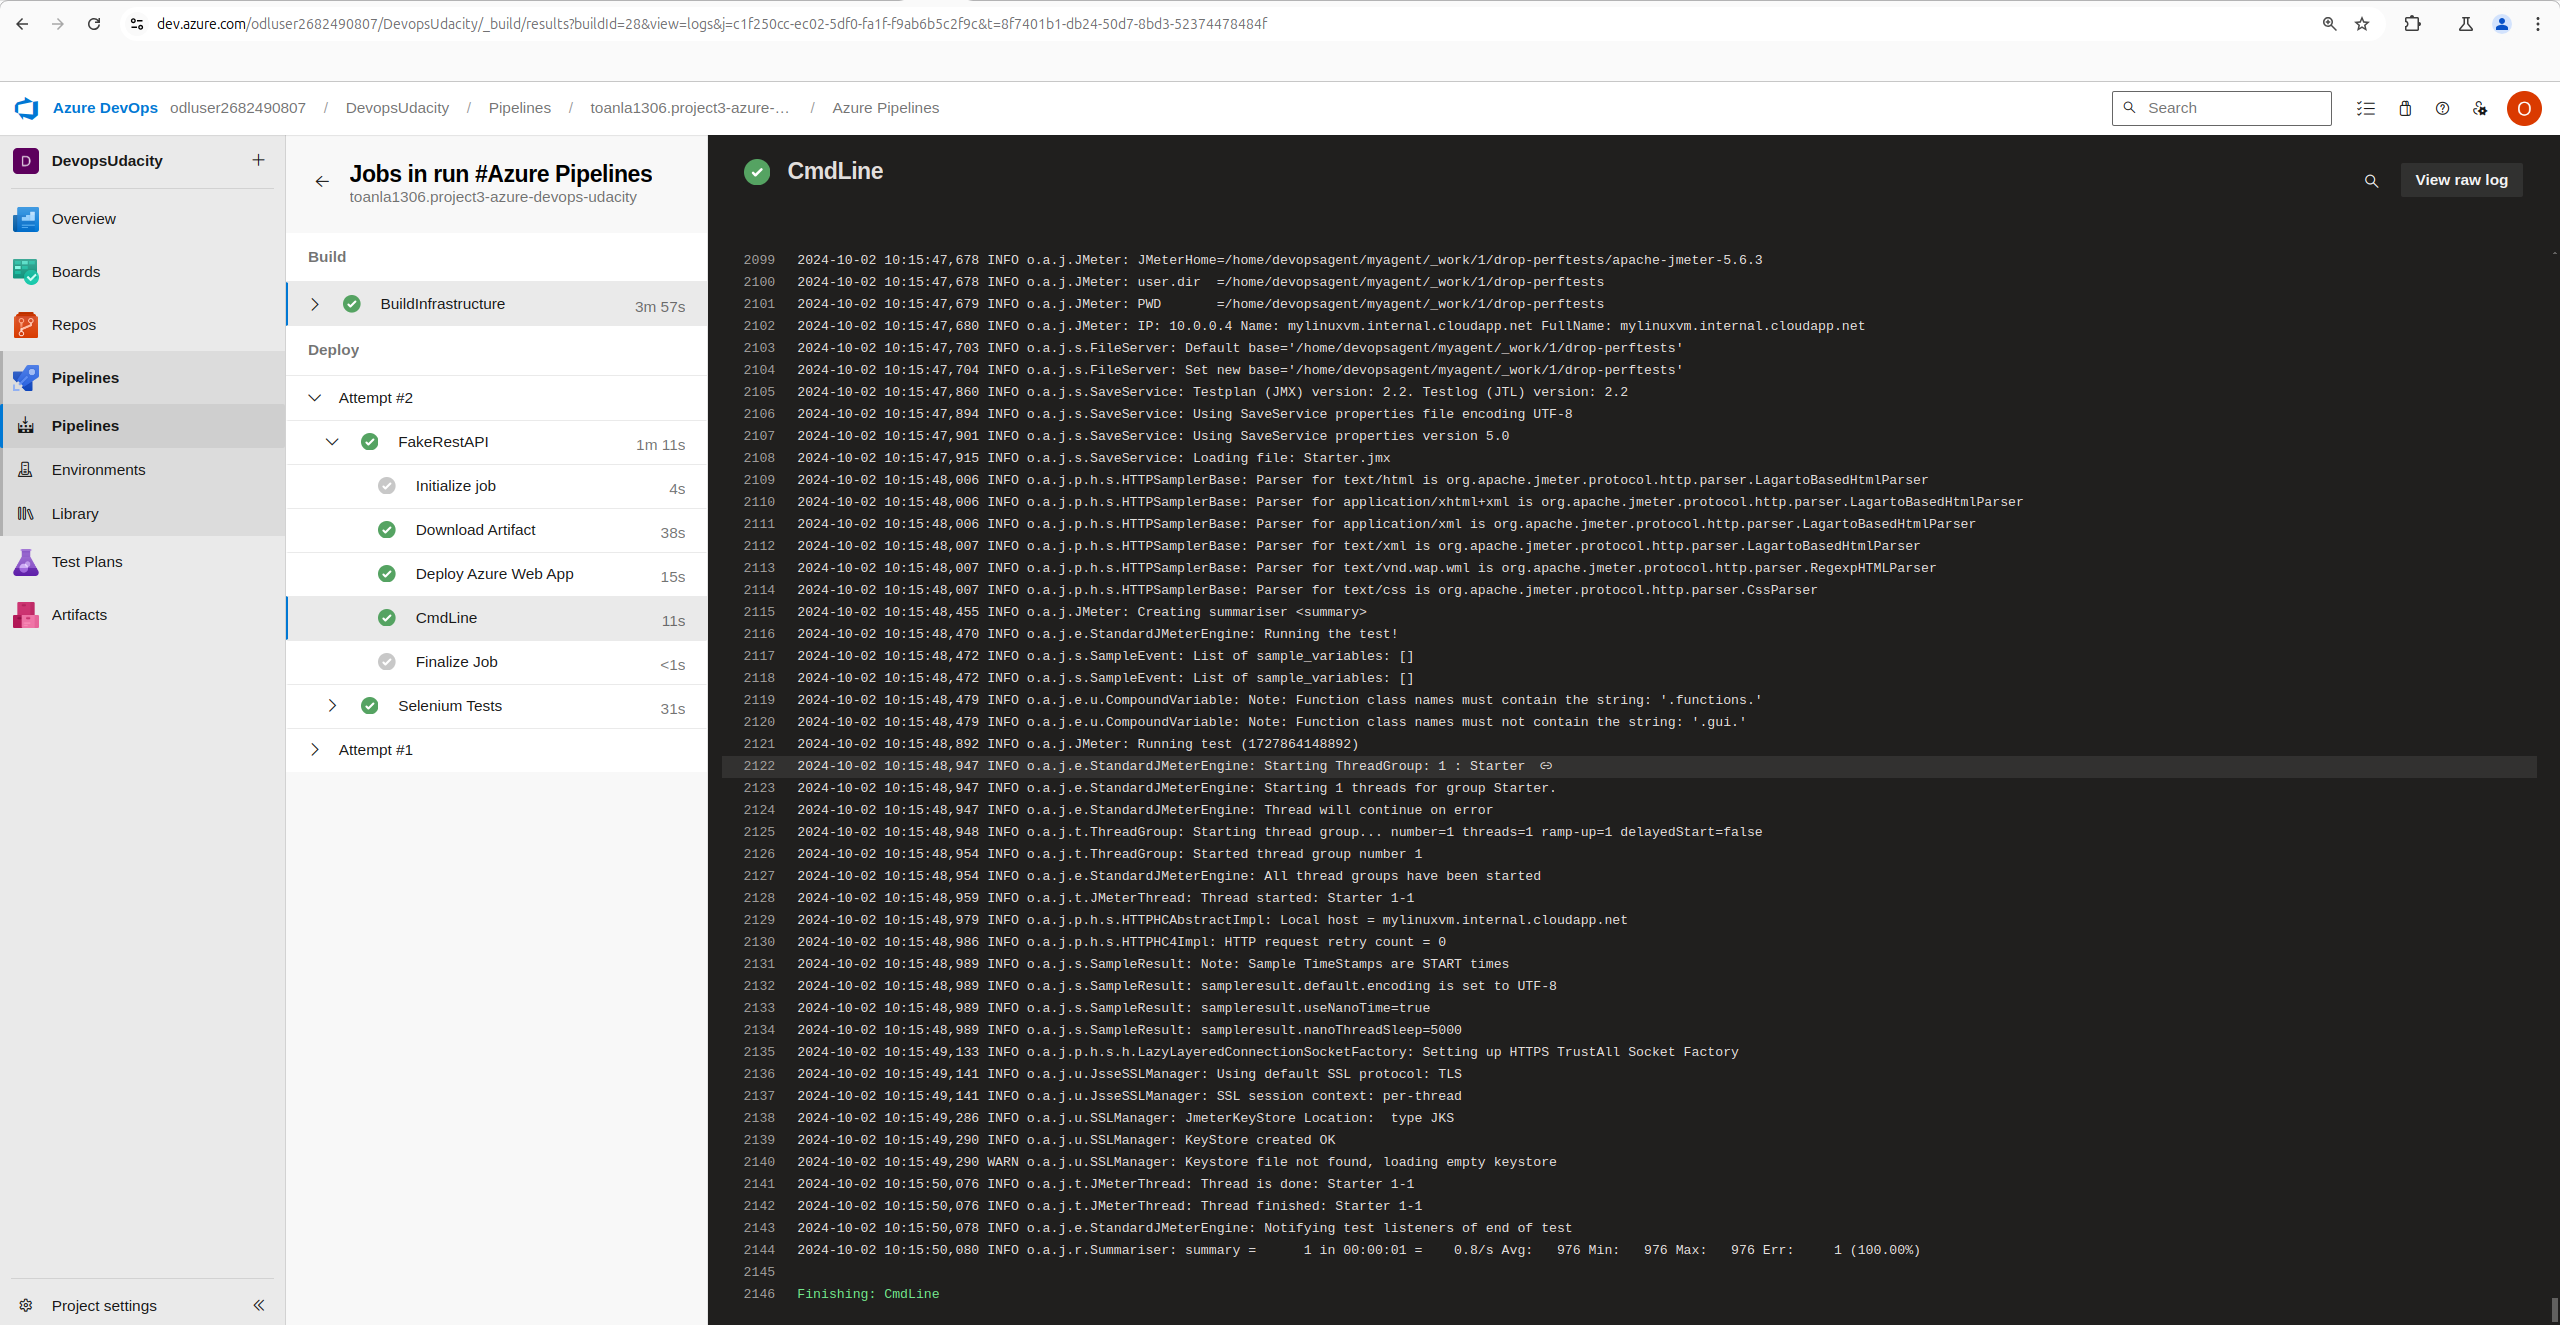 dev.azure.com/odluser2682490807/DevopsUdacity/_build/results?buildId=28&view=logs&j=c1f250cc-ec02-5df0-fa1f-f9ab6b5c2f9c&t=8f7401b1-db24-50d7-8bd3-52374478484f
Azure DevOps odluser2682490807 / DevopsUdacity / Pipelines / toanla1306.project3-azure-... / Azure Pipelines
Search
O
D DevopsUdacity
Overview
Boards
Repos
Pipelines
Pipelines
Environments
Library
Test Plans
Artifacts
Project settings
Jobs in run #Azure Pipelines
toanla1306.project3-azure-devops-udacity
Build
BuildInfrastructure 3m 57s
Deploy
Attempt #2
FakeRestAPI 1m 11s
Initialize job 4s
Download Artifact 38s
Deploy Azure Web App 15s
CmdLine 11s
Finalize Job <1s
Selenium Tests 31s
Attempt #1
CmdLine
View raw log
2099 2024-10-02 10:15:47,678 INFO o.a.j.JMeter: JMeterHome=/home/devopsagent/myagent/_work/1/drop-perftests/apache-jmeter-5.6.3
2100 2024-10-02 10:15:47,678 INFO o.a.j.JMeter: user.dir  =/home/devopsagent/myagent/_work/1/drop-perftests
2101 2024-10-02 10:15:47,679 INFO o.a.j.JMeter: PWD       =/home/devopsagent/myagent/_work/1/drop-perftests
2102 2024-10-02 10:15:47,680 INFO o.a.j.JMeter: IP: 10.0.0.4 Name: mylinuxvm.internal.cloudapp.net FullName: mylinuxvm.internal.cloudapp.net
2103 2024-10-02 10:15:47,703 INFO o.a.j.s.FileServer: Default base='/home/devopsagent/myagent/_work/1/drop-perftests'
2104 2024-10-02 10:15:47,704 INFO o.a.j.s.FileServer: Set new base='/home/devopsagent/myagent/_work/1/drop-perftests'
2105 2024-10-02 10:15:47,860 INFO o.a.j.s.SaveService: Testplan (JMX) version: 2.2. Testlog (JTL) version: 2.2
2106 2024-10-02 10:15:47,894 INFO o.a.j.s.SaveService: Using SaveService properties file encoding UTF-8
2107 2024-10-02 10:15:47,901 INFO o.a.j.s.SaveService: Using SaveService properties version 5.0
2108 2024-10-02 10:15:47,915 INFO o.a.j.s.SaveService: Loading file: Starter.jmx
2109 2024-10-02 10:15:48,006 INFO o.a.j.p.h.s.HTTPSamplerBase: Parser for text/html is org.apache.jmeter.protocol.http.parser.LagartoBasedHtmlParser
2110 2024-10-02 10:15:48,006 INFO o.a.j.p.h.s.HTTPSamplerBase: Parser for application/xhtml+xml is org.apache.jmeter.protocol.http.parser.LagartoBasedHtmlParser
2111 2024-10-02 10:15:48,006 INFO o.a.j.p.h.s.HTTPSamplerBase: Parser for application/xml is org.apache.jmeter.protocol.http.parser.LagartoBasedHtmlParser
2112 2024-10-02 10:15:48,007 INFO o.a.j.p.h.s.HTTPSamplerBase: Parser for text/xml is org.apache.jmeter.protocol.http.parser.LagartoBasedHtmlParser
2113 2024-10-02 10:15:48,007 INFO o.a.j.p.h.s.HTTPSamplerBase: Parser for text/vnd.wap.wml is org.apache.jmeter.protocol.http.parser.RegexpHTMLParser
2114 2024-10-02 10:15:48,007 INFO o.a.j.p.h.s.HTTPSamplerBase: Parser for text/css is org.apache.jmeter.protocol.http.parser.CssParser
2115 2024-10-02 10:15:48,455 INFO o.a.j.JMeter: Creating summariser <summary>
2116 2024-10-02 10:15:48,470 INFO o.a.j.e.StandardJMeterEngine: Running the test!
2117 2024-10-02 10:15:48,472 INFO o.a.j.s.SampleEvent: List of sample_variables: []
2118 2024-10-02 10:15:48,472 INFO o.a.j.s.SampleEvent: List of sample_variables: []
2119 2024-10-02 10:15:48,479 INFO o.a.j.e.u.CompoundVariable: Note: Function class names must contain the string: '.functions.'
2120 2024-10-02 10:15:48,479 INFO o.a.j.e.u.CompoundVariable: Note: Function class names must not contain the string: '.gui.'
2121 2024-10-02 10:15:48,892 INFO o.a.j.JMeter: Running test (1727864148892)
2122 2024-10-02 10:15:48,947 INFO o.a.j.e.StandardJMeterEngine: Starting ThreadGroup: 1 : Starter
2123 2024-10-02 10:15:48,947 INFO o.a.j.e.StandardJMeterEngine: Starting 1 threads for group Starter.
2124 2024-10-02 10:15:48,947 INFO o.a.j.e.StandardJMeterEngine: Thread will continue on error
2125 2024-10-02 10:15:48,948 INFO o.a.j.t.ThreadGroup: Starting thread group... number=1 threads=1 ramp-up=1 delayedStart=false
2126 2024-10-02 10:15:48,954 INFO o.a.j.t.ThreadGroup: Started thread group number 1
2127 2024-10-02 10:15:48,954 INFO o.a.j.e.StandardJMeterEngine: All thread groups have been started
2128 2024-10-02 10:15:48,959 INFO o.a.j.t.JMeterThread: Thread started: Starter 1-1
2129 2024-10-02 10:15:48,979 INFO o.a.j.p.h.s.HTTPHCAbstractImpl: Local host = mylinuxvm.internal.cloudapp.net
2130 2024-10-02 10:15:48,986 INFO o.a.j.p.h.s.HTTPHC4Impl: HTTP request retry count = 0
2131 2024-10-02 10:15:48,989 INFO o.a.j.s.SampleResult: Note: Sample TimeStamps are START times
2132 2024-10-02 10:15:48,989 INFO o.a.j.s.SampleResult: sampleresult.default.encoding is set to UTF-8
2133 2024-10-02 10:15:48,989 INFO o.a.j.s.SampleResult: sampleresult.useNanoTime=true
2134 2024-10-02 10:15:48,989 INFO o.a.j.s.SampleResult: sampleresult.nanoThreadSleep=5000
2135 2024-10-02 10:15:49,133 INFO o.a.j.p.h.s.h.LazyLayeredConnectionSocketFactory: Setting up HTTPS TrustAll Socket Factory
2136 2024-10-02 10:15:49,141 INFO o.a.j.u.JsseSSLManager: Using default SSL protocol: TLS
2137 2024-10-02 10:15:49,141 INFO o.a.j.u.JsseSSLManager: SSL session context: per-thread
2138 2024-10-02 10:15:49,286 INFO o.a.j.u.SSLManager: JmeterKeyStore Location:  type JKS
2139 2024-10-02 10:15:49,290 INFO o.a.j.u.SSLManager: KeyStore created OK
2140 2024-10-02 10:15:49,290 WARN o.a.j.u.SSLManager: Keystore file not found, loading empty keystore
2141 2024-10-02 10:15:50,076 INFO o.a.j.t.JMeterThread: Thread is done: Starter 1-1
2142 2024-10-02 10:15:50,076 INFO o.a.j.t.JMeterThread: Thread finished: Starter 1-1
2143 2024-10-02 10:15:50,078 INFO o.a.j.e.StandardJMeterEngine: Notifying test listeners of end of test
2144 2024-10-02 10:15:50,080 INFO o.a.j.r.Summariser: summary =      1 in 00:00:01 =    0.8/s Avg:   976 Min:   976 Max:   976 Err:     1 (100.00%)
2145
2146 Finishing: CmdLine